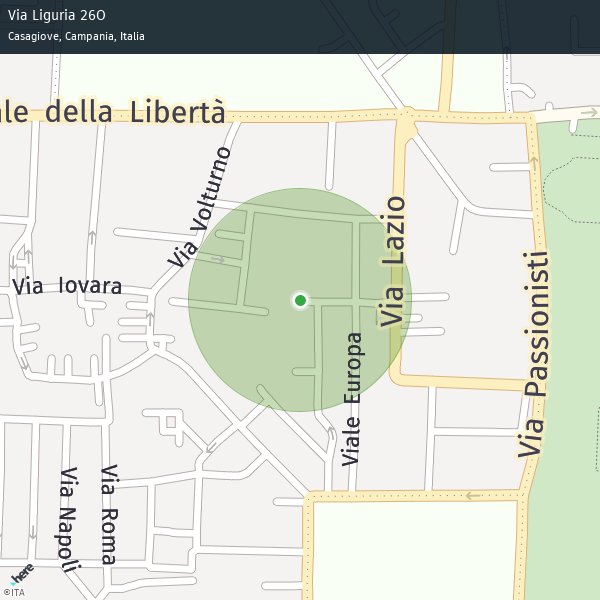 Via Liguria 26O
Casagiove, Campania, Italia
ale della Libertà
Via Volturno
Via Lazio
Via Iovara
Via Passionisti
Viale Europa
Via Napoli
Via Roma
here
©ITA